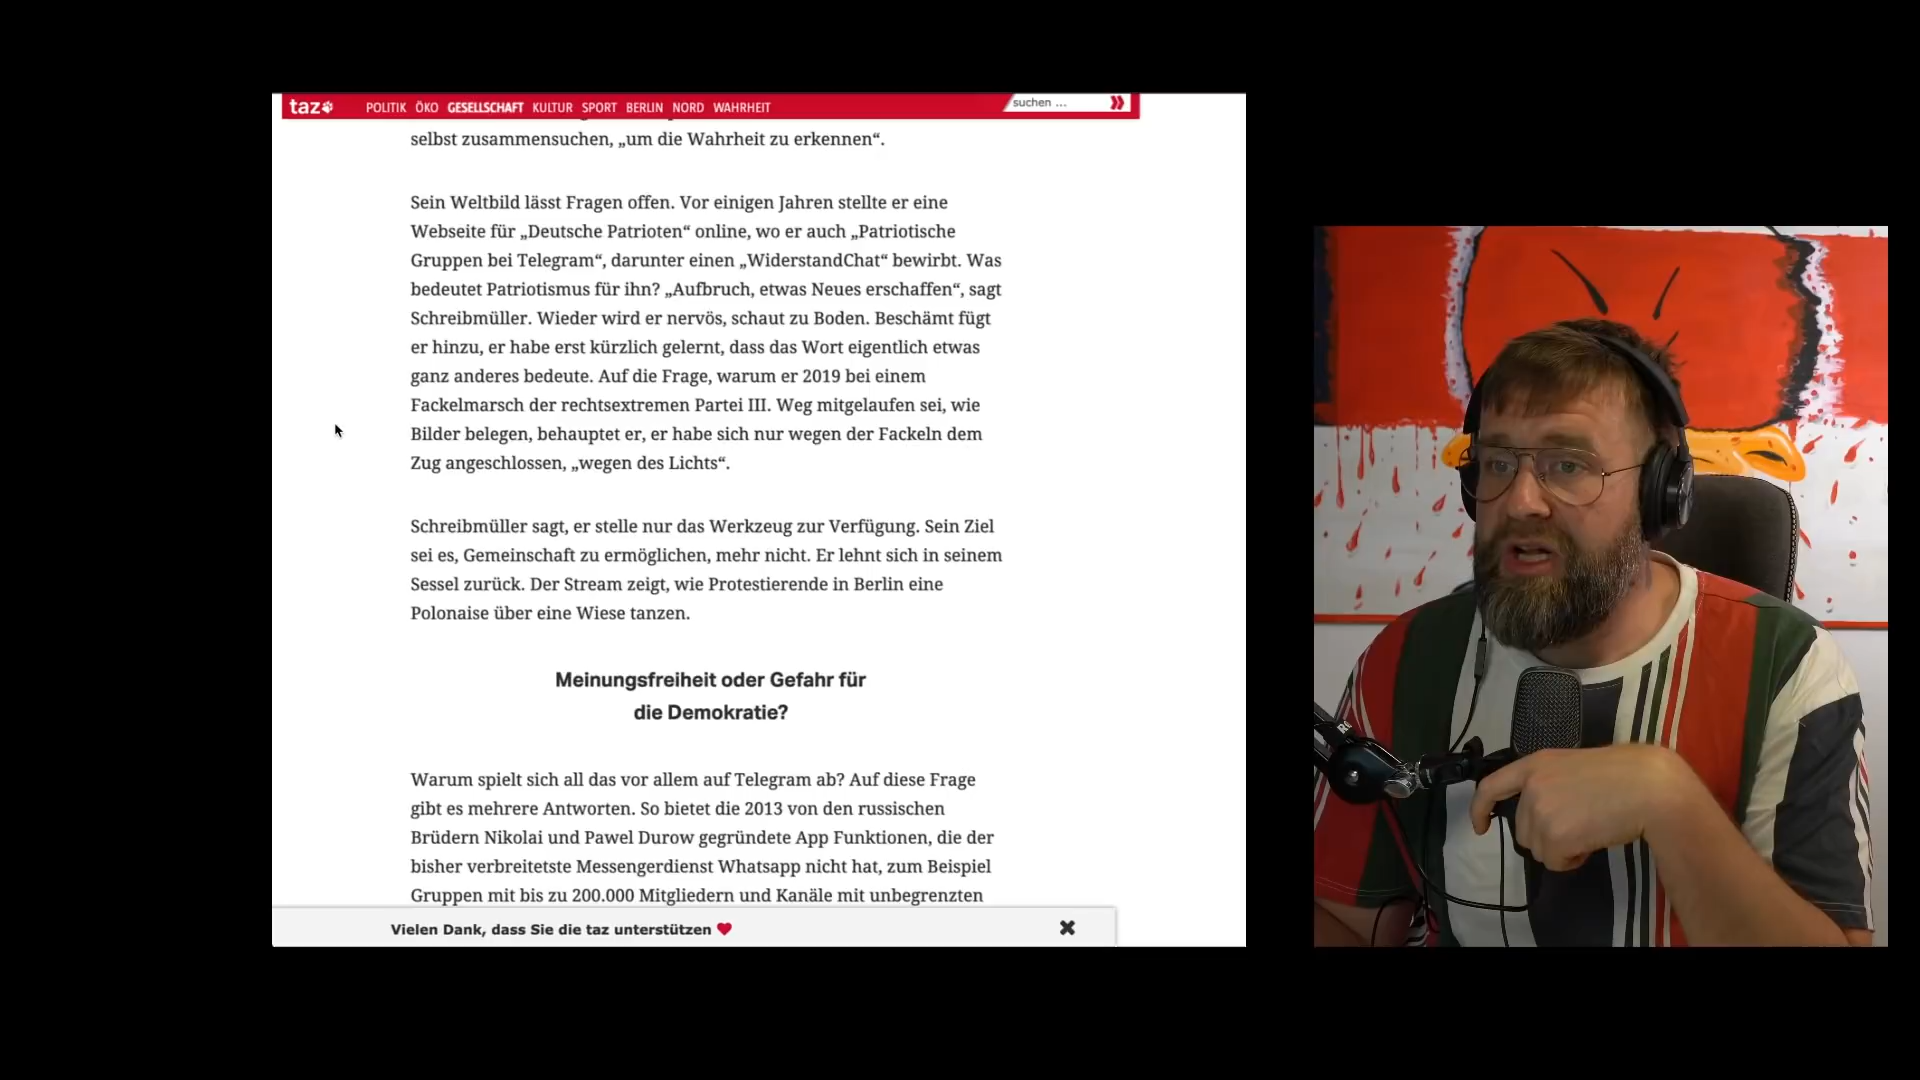 taz
POLITIK ÖKO GESELLSCHAFT KULTUR SPORT BERLIN NORD WAHRHEIT
suchen ...
selbst zusammensuchen, „um die Wahrheit zu erkennen“.
Sein Weltbild lässt Fragen offen. Vor einigen Jahren stellte er eine
Webseite für „Deutsche Patrioten“ online, wo er auch „Patriotische
Gruppen bei Telegram“, darunter einen „WiderstandChat“ bewirbt. Was
bedeutet Patriotismus für ihn? „Aufbruch, etwas Neues erschaffen“, sagt
Schreibmüller. Wieder wird er nervös, schaut zu Boden. Beschämt fügt
er hinzu, er habe erst kürzlich gelernt, dass das Wort eigentlich etwas
ganz anderes bedeute. Auf die Frage, warum er 2019 bei einem
Fackelmarsch der rechtsextremen Partei III. Weg mitgelaufen sei, wie
Bilder belegen, behauptet er, er habe sich nur wegen der Fackeln dem
Zug angeschlossen, „wegen des Lichts“.
Schreibmüller sagt, er stelle nur das Werkzeug zur Verfügung. Sein Ziel
sei es, Gemeinschaft zu ermöglichen, mehr nicht. Er lehnt sich in seinem
Sessel zurück. Der Stream zeigt, wie Protestierende in Berlin eine
Polonaise über eine Wiese tanzen.
Meinungsfreiheit oder Gefahr für
die Demokratie?
Warum spielt sich all das vor allem auf Telegram ab? Auf diese Frage
gibt es mehrere Antworten. So bietet die 2013 von den russischen
Brüdern Nikolai und Pawel Durow gegründete App Funktionen, die der
bisher verbreitetste Messengerdienst Whatsapp nicht hat, zum Beispiel
Gruppen mit bis zu 200.000 Mitgliedern und Kanäle mit unbegrenzten
Vielen Dank, dass Sie die taz unterstützen